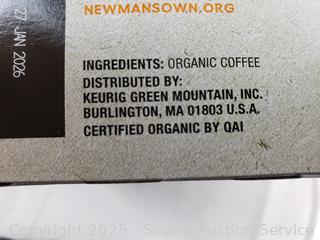 NEWMANSOWN.ORG
27 JAN 2026
INGREDIENTS: ORGANIC COFFEE
DISTRIBUTED BY:
KEURIG GREEN MOUNTAIN, INC.
BURLINGTON, MA 01803 U.S.A.
CERTIFIED ORGANIC BY QAI
Copyright 2025 - Sound Auction Service